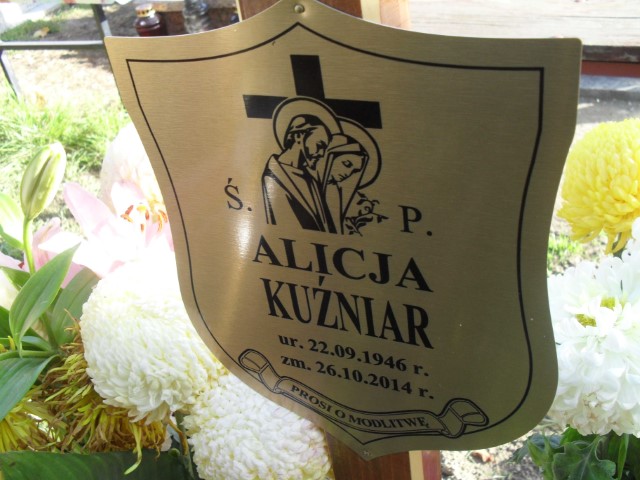 Ś. P.
ALICJA
KUŹNIAR
ur. 22.09.1946 r.
zm. 26.10.2014 r.
PROSI O MODLITWĘ